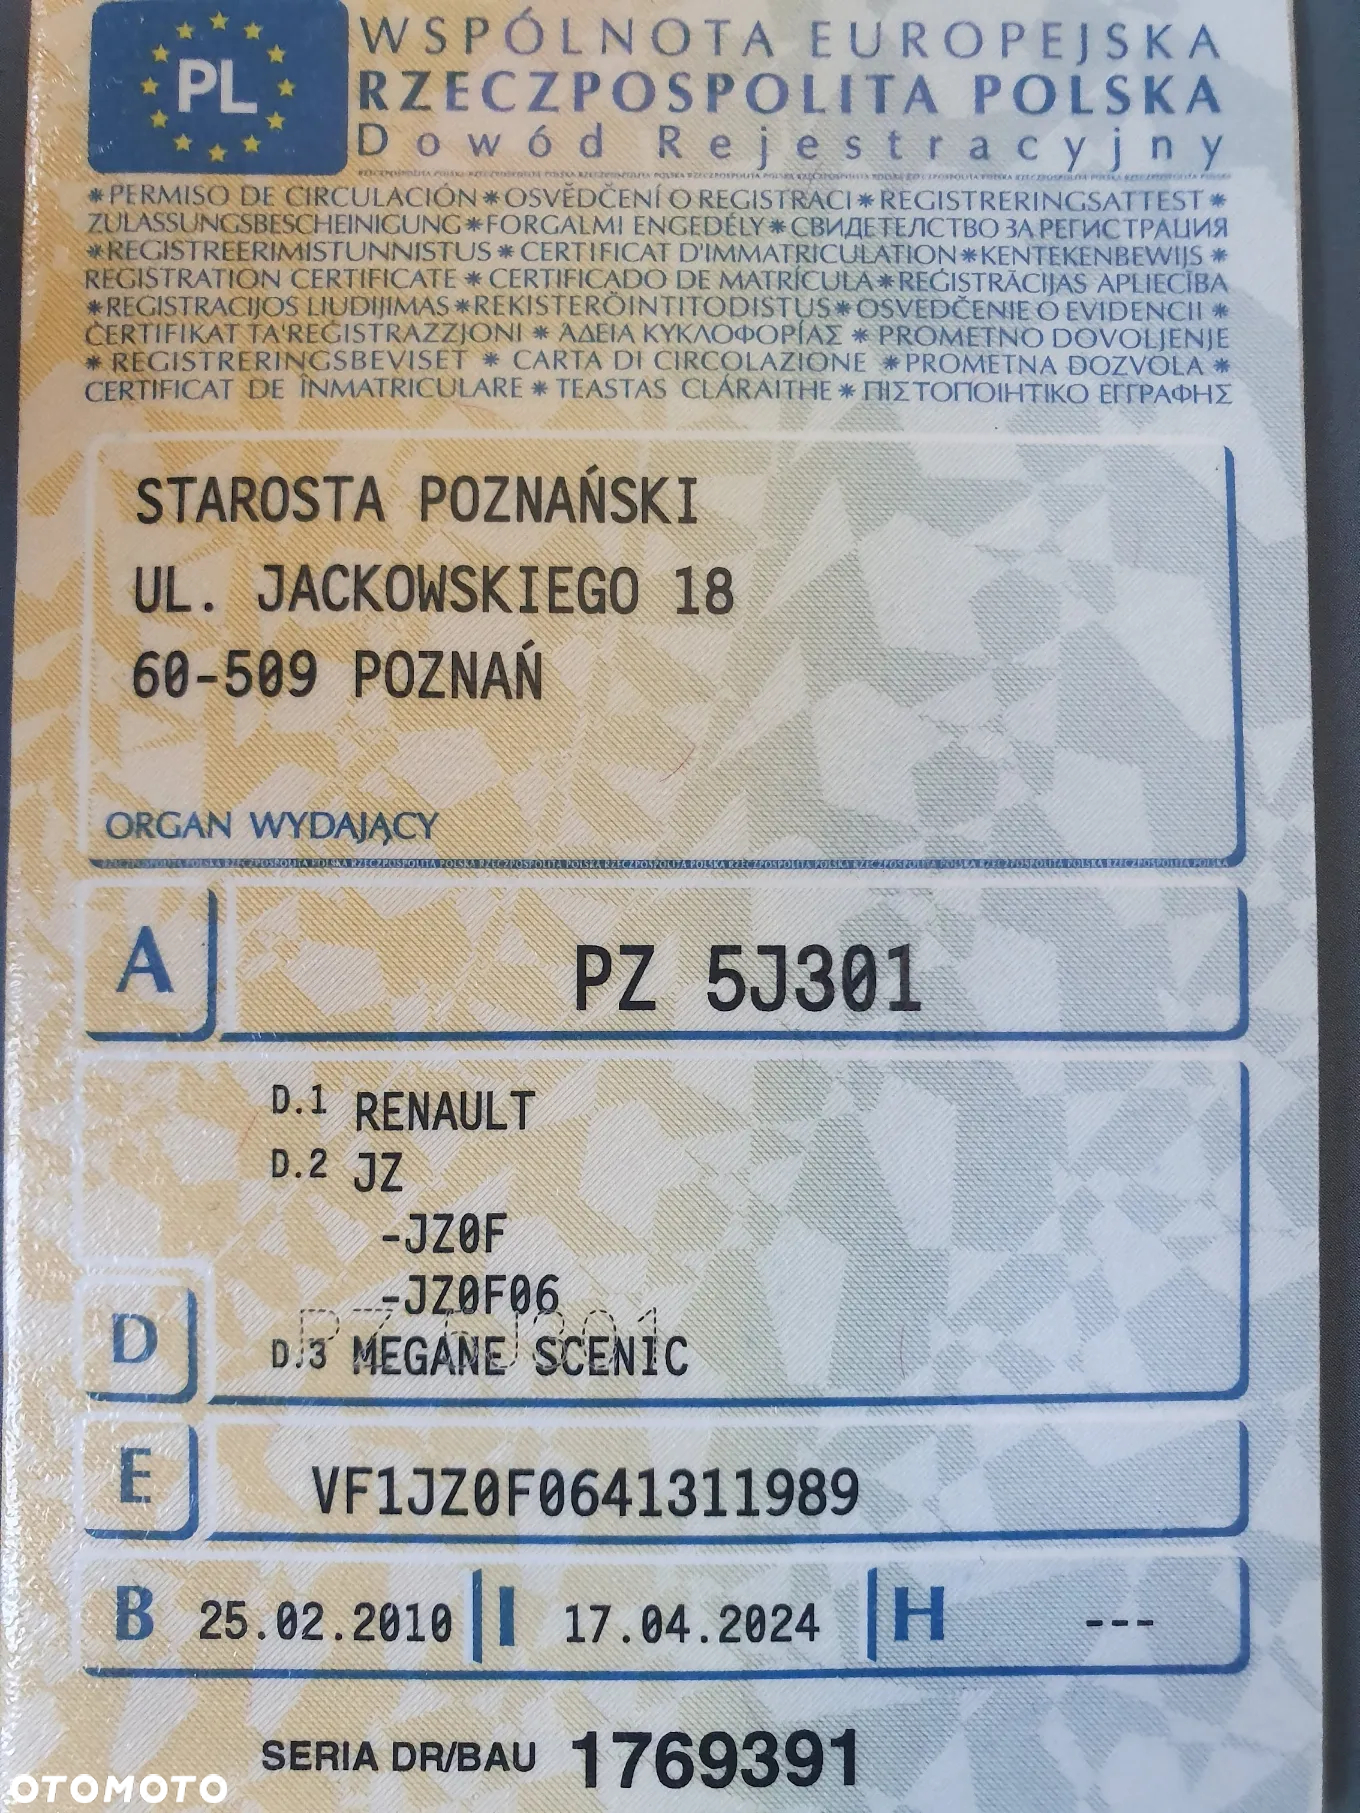 PL
WSPÓLNOTA EUROPEJSKA
RZECZPOSPOLITA POLSKA
Dowód Rejestracyjny
*PERMISO DE CIRCULACIÓN*OSVĚDČENÍ O REGISTRACI*REGISTRERINGSATTEST*
ZULASSUNGSBESCHEINIGUNG*FORGALMI ENGEDÉLY*СВИДЕТЕЛСТВО ЗА РЕГИСТРАЦИЯ
*REGISTREERIMISTUNNISTUS*CERTIFICAT D'IMMATRICULATION*KENTEKENBEWIJS*
REGISTRATION CERTIFICATE*CERTIFICADO DE MATRÍCULA*REĢISTRĀCIJAS APLIECĪBA
*REGISTRACIJOS LIUDIJIMAS*REKISTERÖINTITODISTUS*OSVEDČENIE O EVIDENCII*
ĊERTIFIKAT TA'REĠISTRAZZJONI*ΑΔΕΙΑ ΚΥΚΛΟΦΟΡΊΑΣ*PROMETNO DOVOLJENJE
*REGISTRERINGSBEVISET*CARTA DI CIRCOLAZIONE*PROMETNA DOZVOLA*
CERTIFICAT DE ÎNMATRICULARE*TEASTAS CLÁRAITHE*ΠΙΣΤΟΠΟΙΗΤΙΚΟ ΕΓΓΡΑΦΗΣ
STAROSTA POZNAŃSKI
UL. JACKOWSKIEGO 18
60-509 POZNAŃ
ORGAN WYDAJĄCY
A PZ 5J301
D.1 RENAULT
D.2 JZ
-JZ0F
-JZ0F06
PZ 5J301
D D.3 MEGANE SCENIC
E VF1JZ0F0641311989
B 25.02.2010 I 17.04.2024 H ---
SERIA DR/BAU 1769391
OTOMOTO